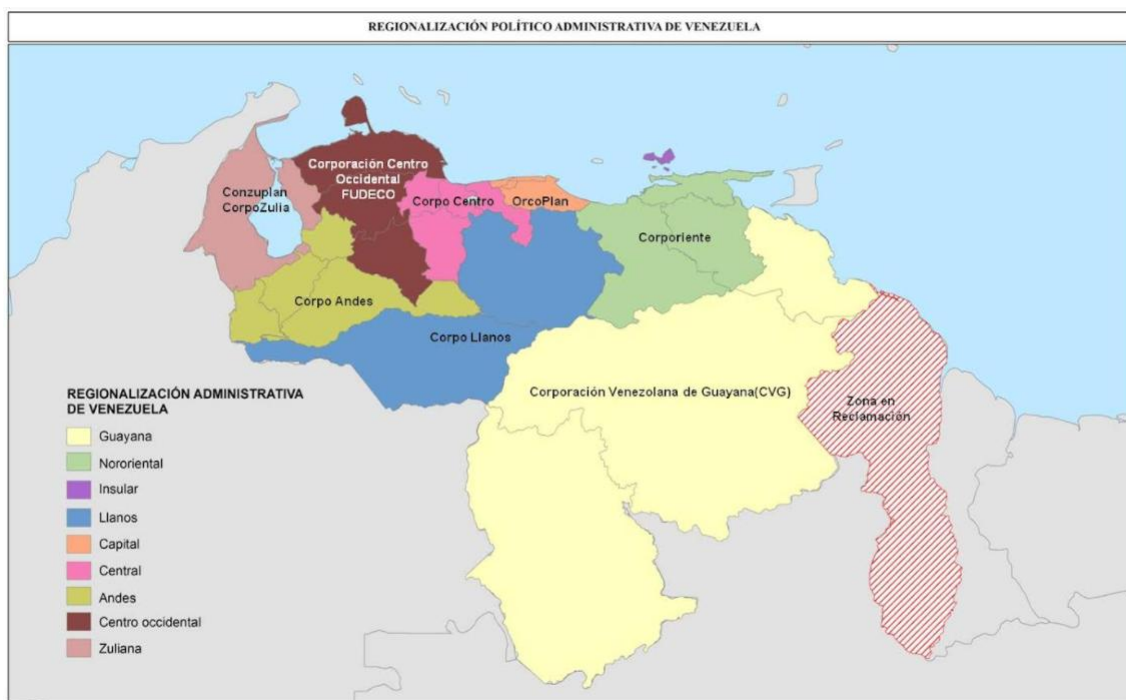 REGIONALIZACIÓN POLÍTICO ADMINISTRATIVA DE VENEZUELA
Corporación Centro
Occidental
FUDECO
Conzuplan
CorpoZulia
Corpo Centro
OrcoPlan
Corporiente
Corpo Andes
Corpo Llanos
Corporación Venezolana de Guayana(CVG)
Zona en
Reclamación
REGIONALIZACIÓN ADMINISTRATIVA
DE VENEZUELA
Guayana
Nororiental
Insular
Llanos
Capital
Central
Andes
Centro occidental
Zuliana